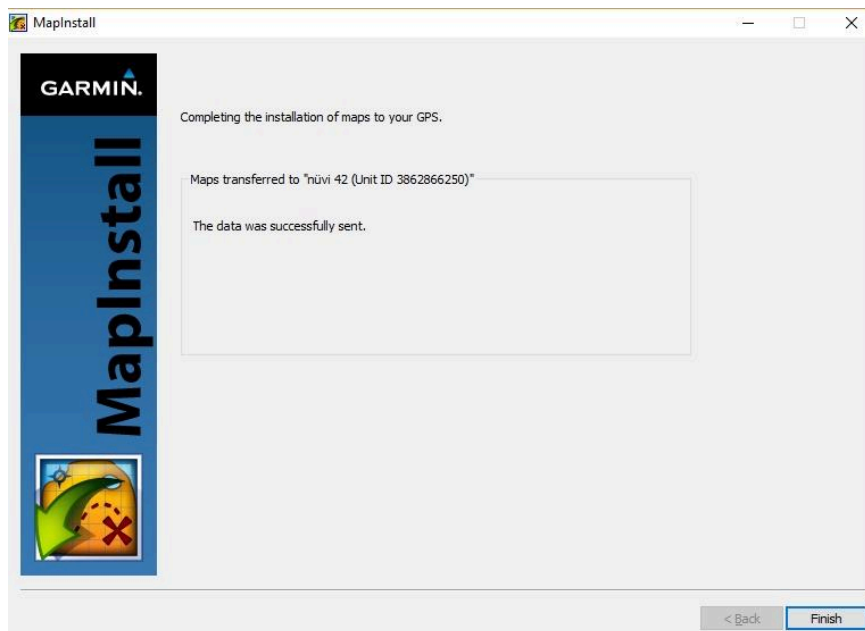 MapInstall
GARMIN.
MapInstall
Completing the installation of maps to your GPS.
Maps transferred to "nüvi 42 (Unit ID 3862866250)"
The data was successfully sent.
< Back
Finish